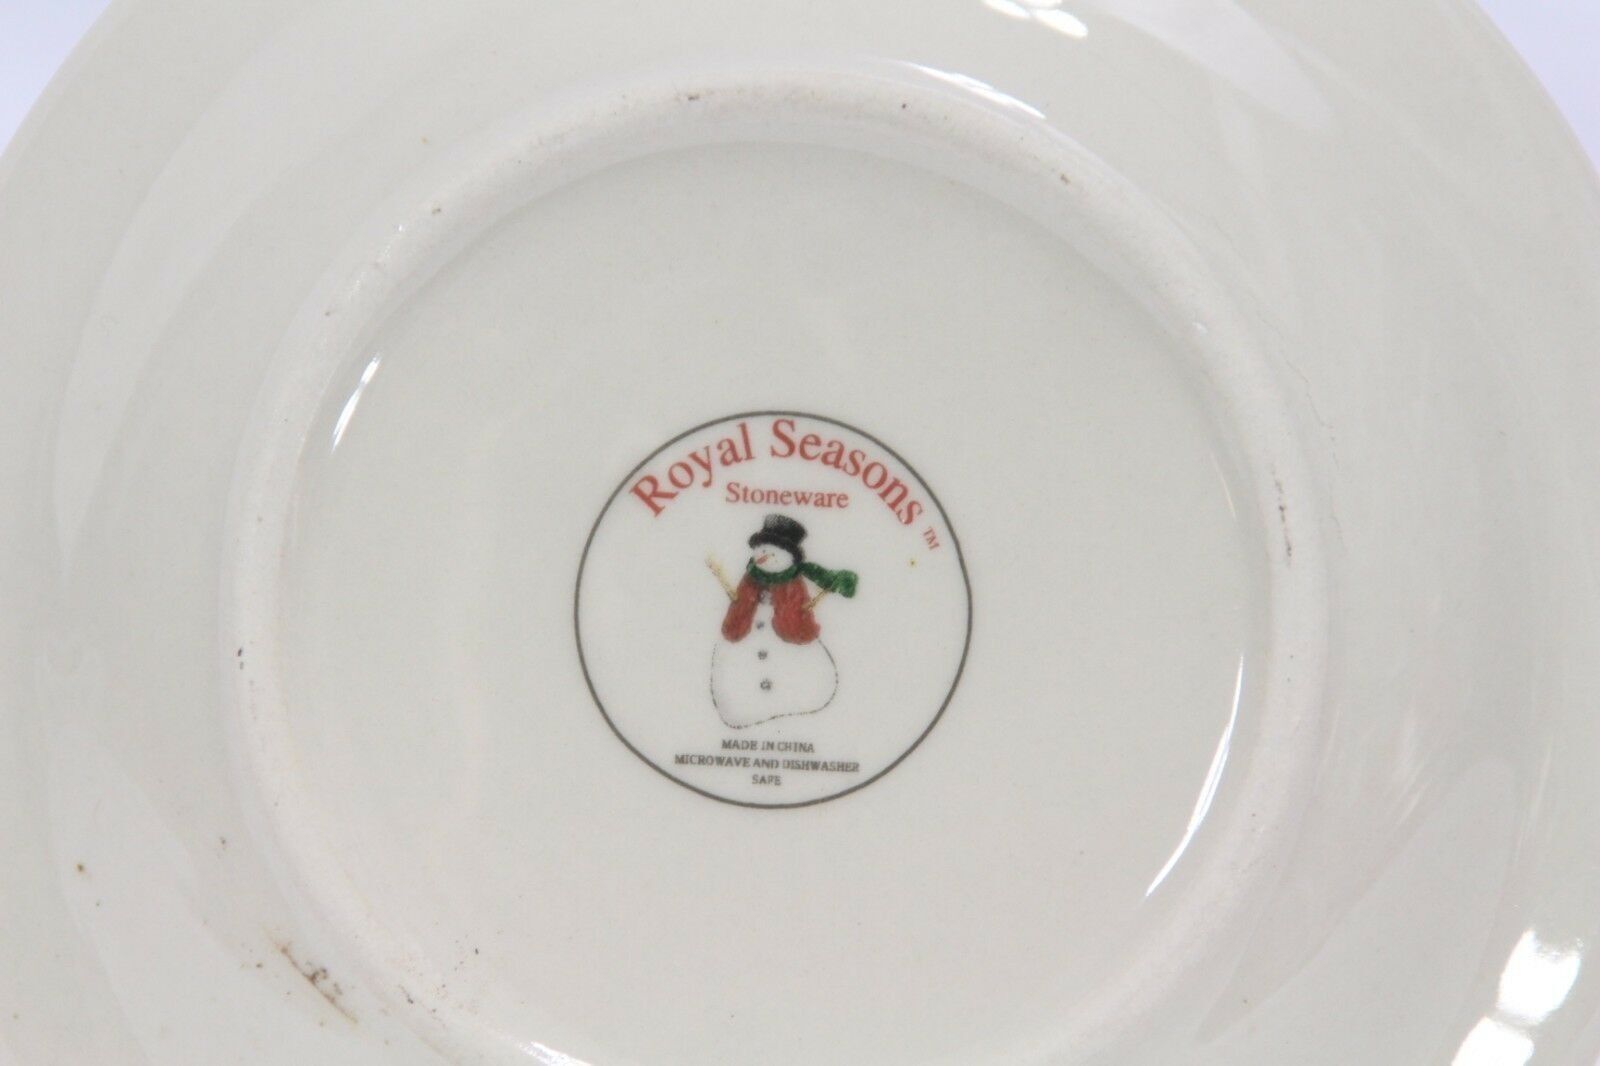 Royal Seasons ™
Stoneware
MADE IN CHINA
MICROWAVE AND DISHWASHER
SAFE